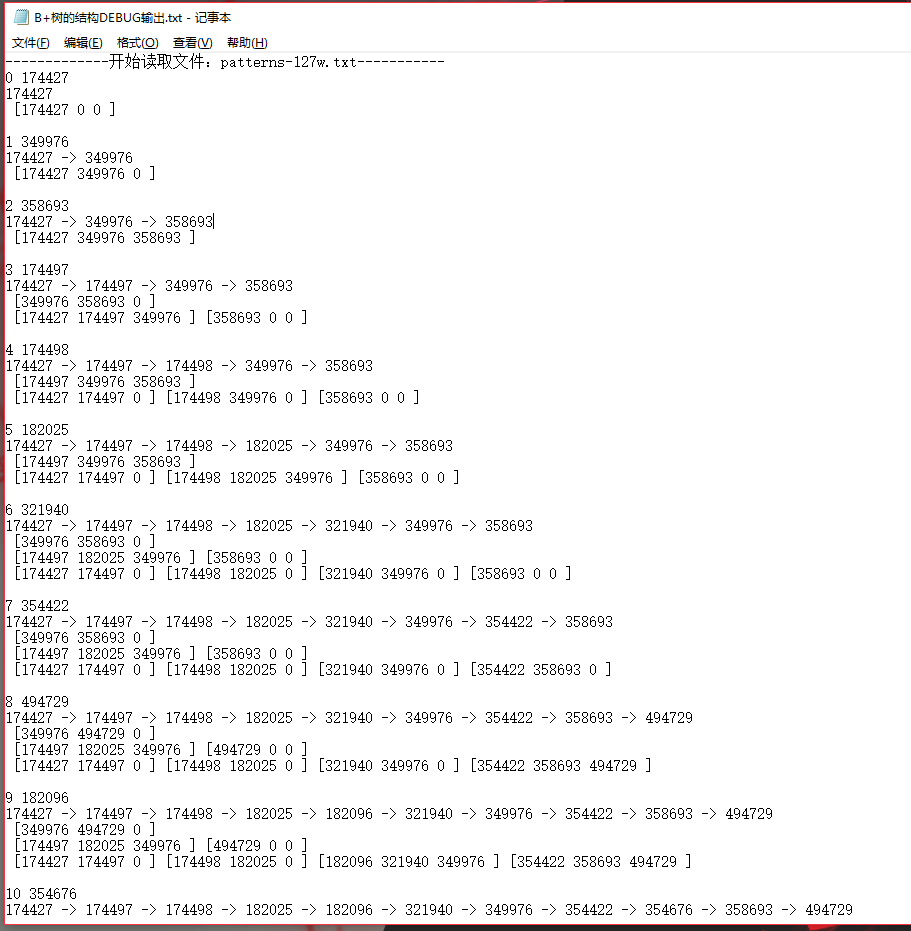 B+树的结构DEBUG输出.txt - 记事本
文件(F) 编辑(E) 格式(O) 查看(V) 帮助(H)
-------------开始读取文件: patterns-127w.txt-----------
0 174427
174427
[174427 0 0 ]
1 349976
174427 -> 349976
[174427 349976 0 ]
2 358693
174427 -> 349976 -> 358693
[174427 349976 358693 ]
3 174497
174427 -> 174497 -> 349976 -> 358693
[349976 358693 0 ]
[174427 174497 349976 ] [358693 0 0 ]
4 174498
174427 -> 174497 -> 174498 -> 349976 -> 358693
[174497 349976 358693 ]
[174427 174497 0 ] [174498 349976 0 ] [358693 0 0 ]
5 182025
174427 -> 174497 -> 174498 -> 182025 -> 349976 -> 358693
[174497 349976 358693 ]
[174427 174497 0 ] [174498 182025 349976 ] [358693 0 0 ]
6 321940
174427 -> 174497 -> 174498 -> 182025 -> 321940 -> 349976 -> 358693
[349976 358693 0 ]
[174497 182025 349976 ] [358693 0 0 ]
[174427 174497 0 ] [174498 182025 0 ] [321940 349976 0 ] [358693 0 0 ]
7 354422
174427 -> 174497 -> 174498 -> 182025 -> 321940 -> 349976 -> 354422 -> 358693
[349976 358693 0 ]
[174497 182025 349976 ] [358693 0 0 ]
[174427 174497 0 ] [174498 182025 0 ] [321940 349976 0 ] [354422 358693 0 ]
8 494729
174427 -> 174497 -> 174498 -> 182025 -> 321940 -> 349976 -> 354422 -> 358693 -> 494729
[349976 494729 0 ]
[174497 182025 349976 ] [494729 0 0 ]
[174427 174497 0 ] [174498 182025 0 ] [321940 349976 0 ] [354422 358693 494729 ]
9 182096
174427 -> 174497 -> 174498 -> 182025 -> 182096 -> 321940 -> 349976 -> 354422 -> 358693 -> 494729
[349976 494729 0 ]
[174497 182025 349976 ] [494729 0 0 ]
[174427 174497 0 ] [174498 182025 0 ] [182096 321940 349976 ] [354422 358693 494729 ]
10 354676
174427 -> 174497 -> 174498 -> 182025 -> 182096 -> 321940 -> 349976 -> 354422 -> 354676 -> 358693 -> 494729